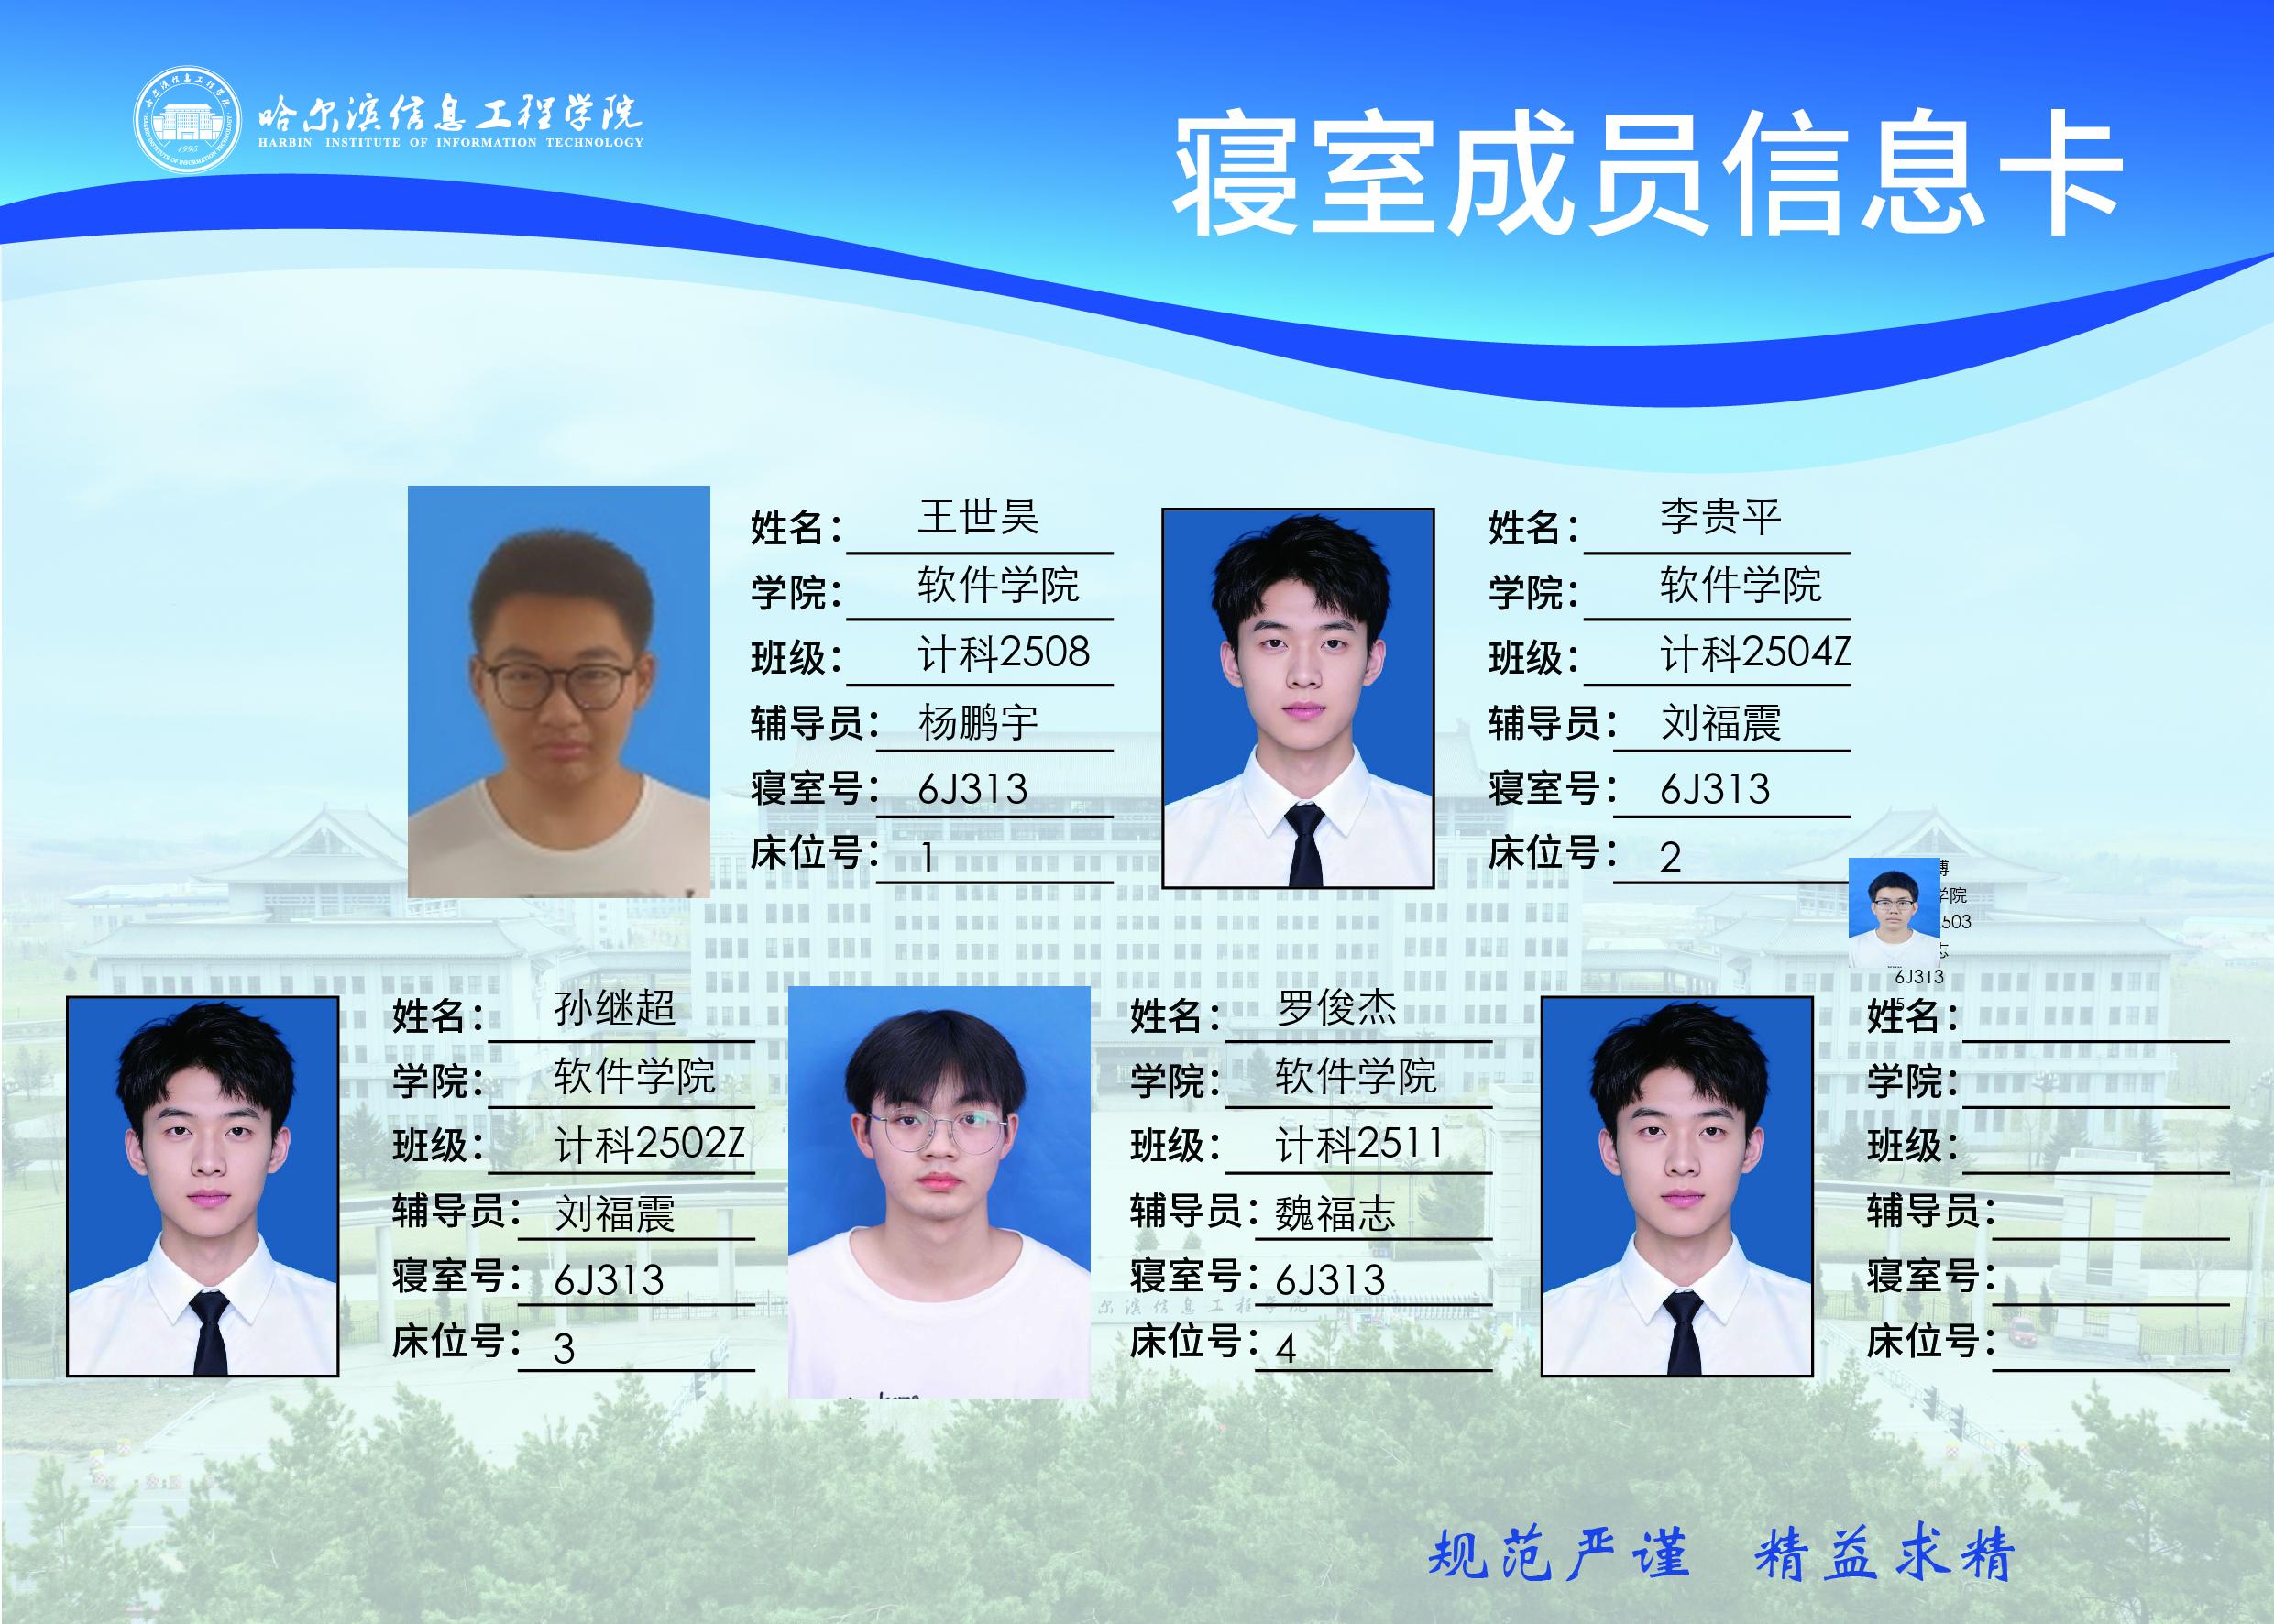 哈尔滨信息工程学院
HARBIN INSTITUTE OF INFORMATION TECHNOLOGY
1995
寝室成员信息卡
姓名： 王世昊
学院： 软件学院
班级： 计科2508
辅导员： 杨鹏宇
寝室号： 6J313
床位号： 1
姓名： 李贵平
学院： 软件学院
班级： 计科2504Z
辅导员： 刘福震
寝室号： 6J313
床位号： 2
姓名： 孙继超
学院： 软件学院
班级： 计科2502Z
辅导员： 刘福震
寝室号： 6J313
床位号： 3
姓名： 罗俊杰
学院： 软件学院
班级： 计科2511
辅导员： 魏福志
寝室号： 6J313
床位号： 4
学院
503
志
6J313
姓名：
学院：
班级：
辅导员：
寝室号：
床位号：
规范严谨 精益求精